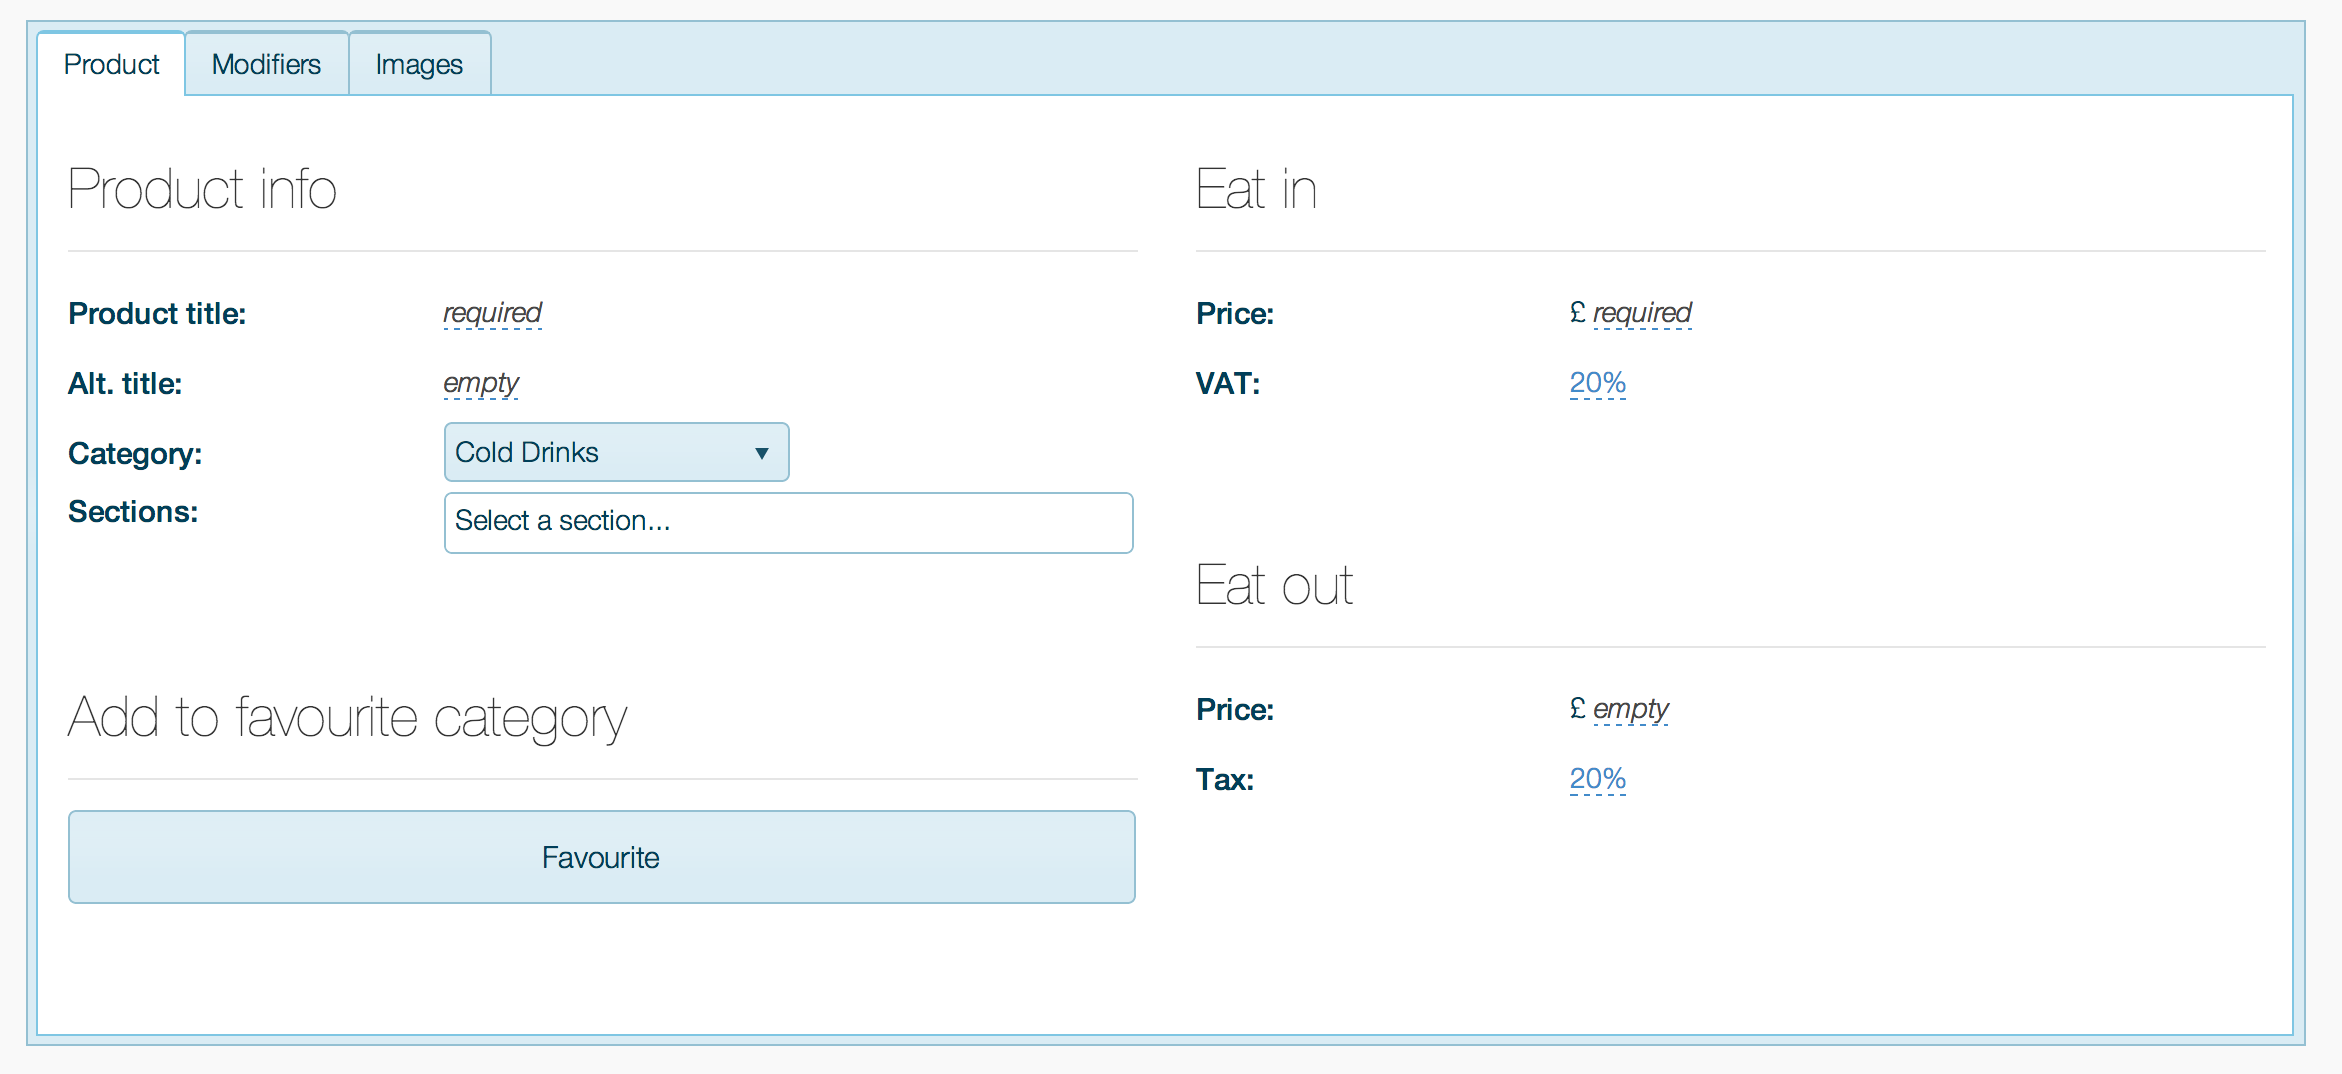 Product Modifiers Images
Product info
Product title: required
Alt. title: empty
Category: Cold Drinks
Sections: Select a section...
Add to favourite category
Favourite
Eat in
Price: £ required
VAT: 20%
Eat out
Price: £ empty
Tax: 20%